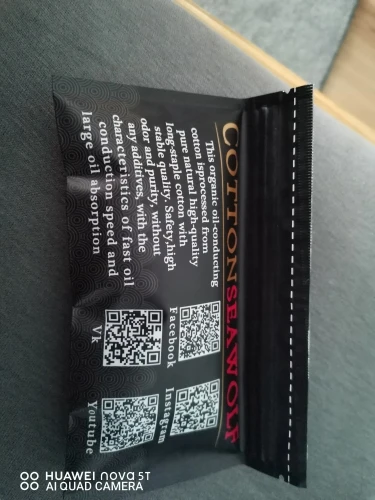 COTTONSEAWOLF
This organic oil-conducting
cotton isprocessed from
pure natural high-quality
long-staple cotton with
stable quality. Safety,high
odor and purity, without
any additives, with the
characteristics of fast oil
conduction speed and
large oil absorption
Facebook
Instagram
Vk
Youtube
HUAWEI nova 5T
AI QUAD CAMERA